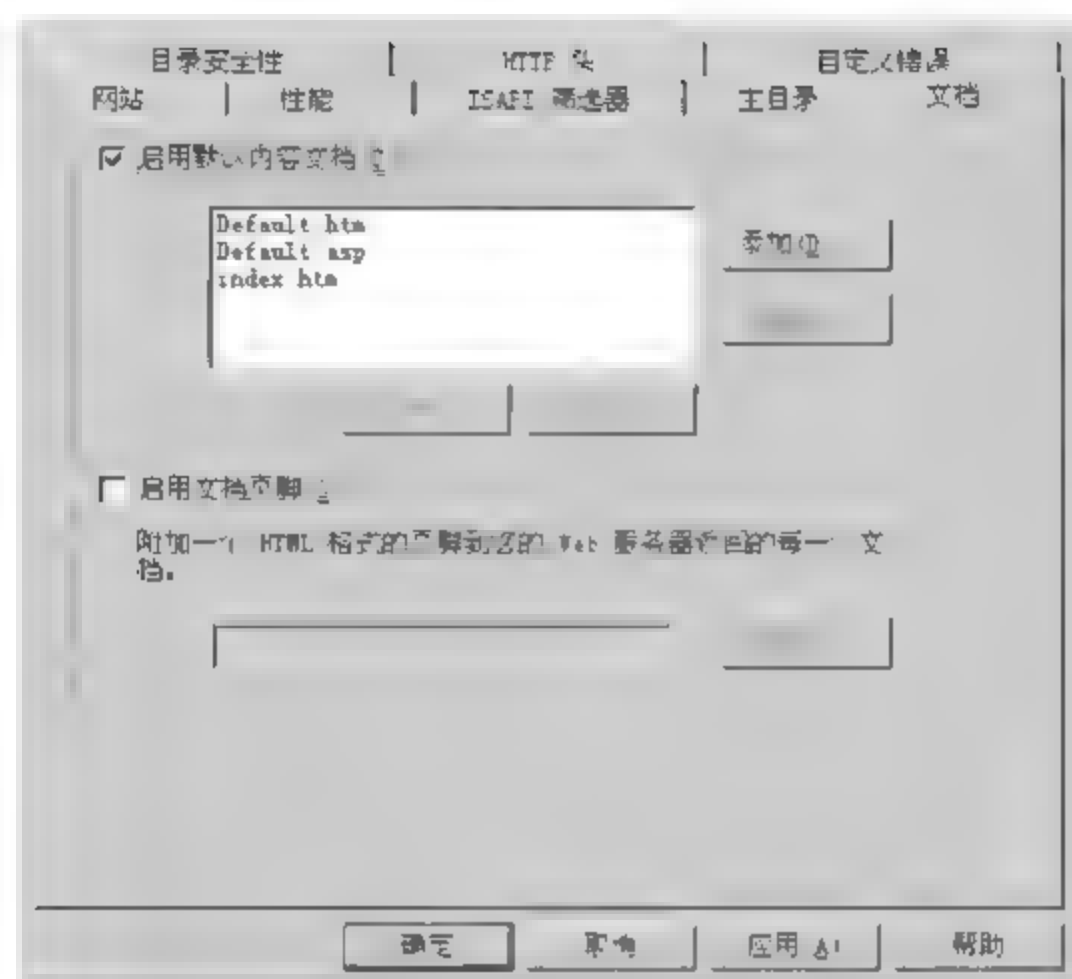 目录安全性 HTTP 头 自定义错误
网站 性能 ISAPI 筛选器 主目录 文档
启用默认内容文档
Default htm
Default asp
index htm
添加(D)
启用文档页脚
附加一个 HTML 格式的页脚到您的 Web 服务器返回的每一 文
档。
确定 取消 应用 A 帮助